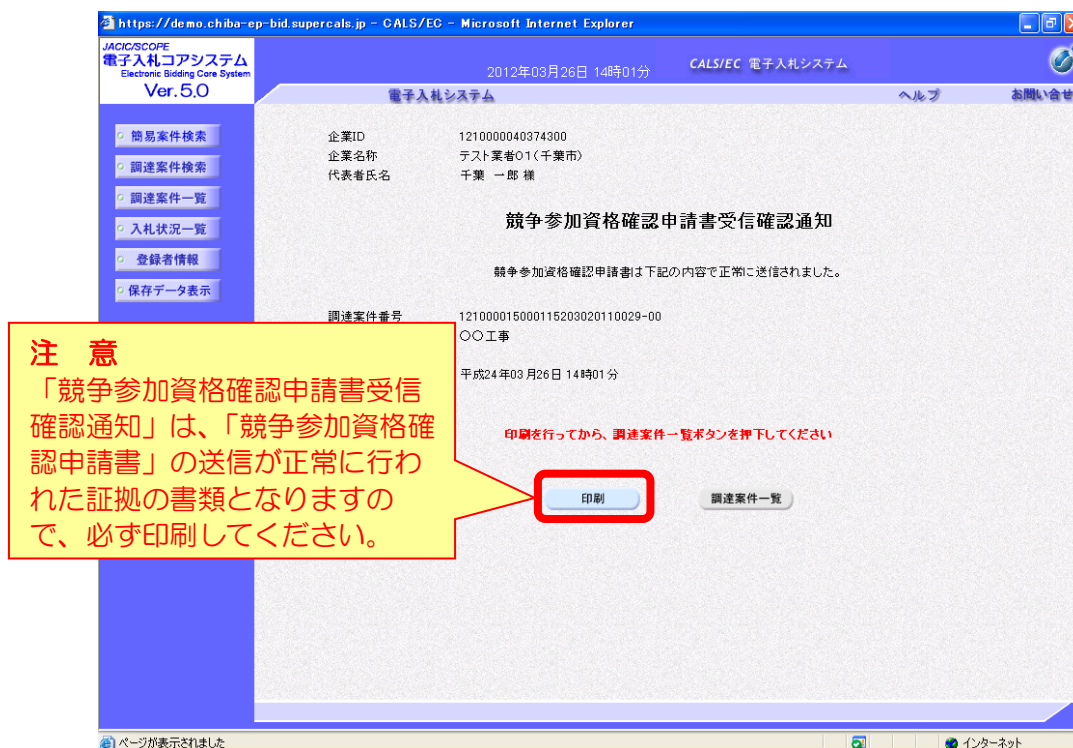 https://demo.chiba-ep-bid.supercals.jp - CALS/EC - Microsoft Internet Explorer
JACIC/SCOPE
電子入札コアシステム
Electronic Bidding Core System
Ver.5.0
2012年03月26日 14時01分
CALS/EC 電子入札システム
電子入札システム
ヘルプ
お問い合せ
簡易案件検索
調達案件検索
調達案件一覧
入札状況一覧
登録者情報
保存データ表示
企業ID 1210000040374300
企業名称 テスト業者01(千葉市)
代表者氏名 千葉 一郎 様
競争参加資格確認申請書受信確認通知
競争参加資格確認申請書は下記の内容で正常に送信されました。
調達案件番号 1210000150001152030201​10029-00
〇〇工事
平成24年03月26日 14時01分
印刷を行ってから、調達案件一覧ボタンを押下してください
印刷
調達案件一覧
注 意
「競争参加資格確認申請書受信
確認通知」は、「競争参加資格確
認申請書」の送信が正常に行わ
れた証拠の書類となりますの
で、必ず印刷してください。
ページが表示されました
インターネット